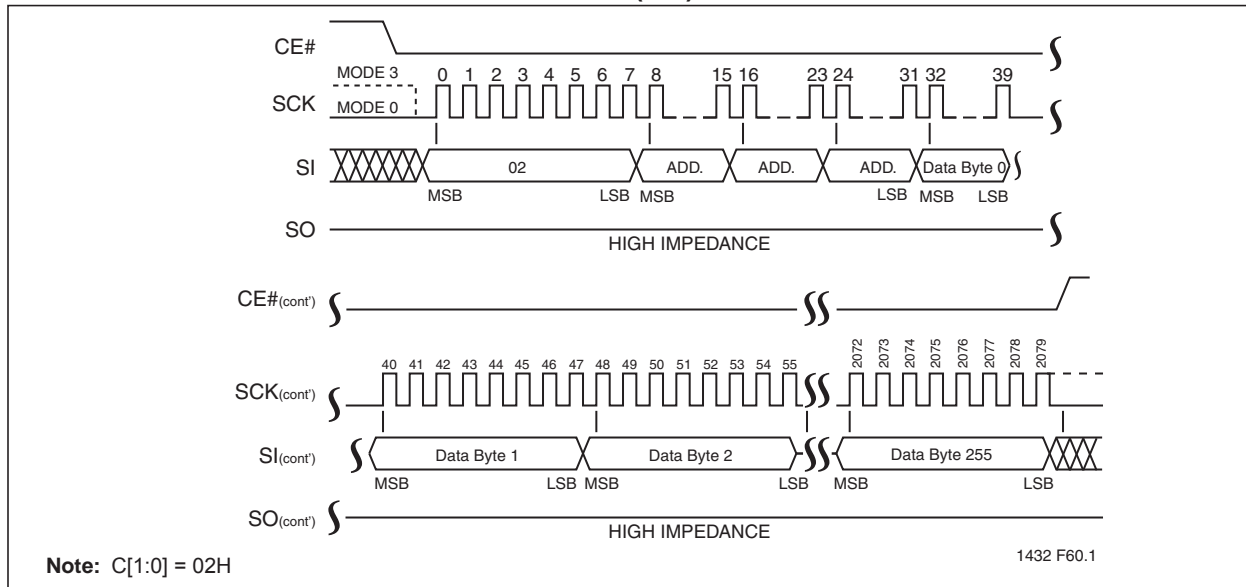 CE#
MODE 3
0 1 2 3 4 5 6 7 8 15 16 23 24 31 32 39
SCK
MODE 0
SI
02 ADD. ADD. ADD. Data Byte 0
MSB LSB MSB LSB MSB LSB
SO
HIGH IMPEDANCE
CE#(cont')
40 41 42 43 44 45 46 47 48 49 50 51 52 53 54 55 2072 2073 2074 2075 2076 2077 2078 2079
SCK(cont')
SI(cont') Data Byte 1 Data Byte 2 Data Byte 255
MSB LSB MSB LSB MSB LSB
SO(cont')
HIGH IMPEDANCE
Note: C[1:0] = 02H
1432 F60.1